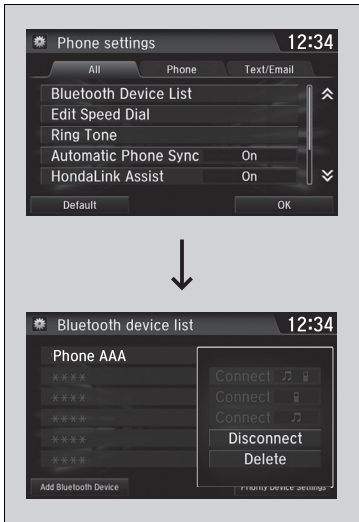 Phone settings 12:34
All Phone Text/Email
Bluetooth Device List
Edit Speed Dial
Ring Tone
Automatic Phone Sync On
HondaLink Assist On
Default OK
Bluetooth device list 12:34
Phone AAA
****
Connect
****
Connect
****
Connect
****
Disconnect
****
Delete
Add Bluetooth Device Priority Device Settings